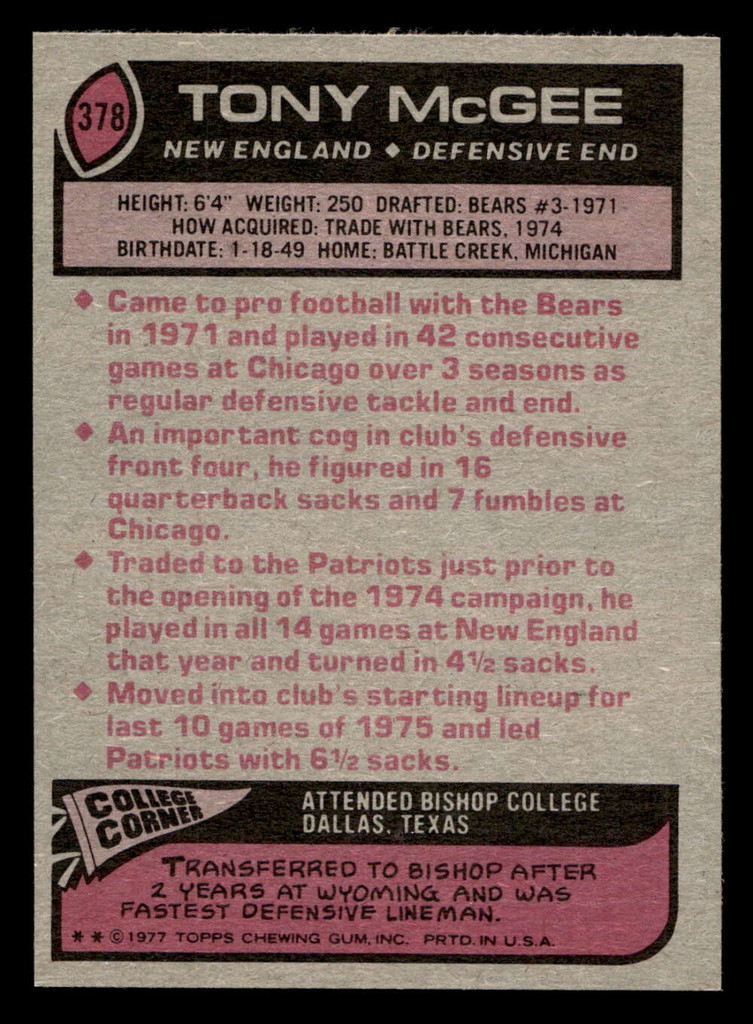 378
TONY McGEE
NEW ENGLAND ◆ DEFENSIVE END
HEIGHT: 6'4" WEIGHT: 250 DRAFTED: BEARS #3-1971
HOW ACQUIRED: TRADE WITH BEARS, 1974
BIRTHDATE: 1-18-49 HOME: BATTLE CREEK, MICHIGAN
◆ Came to pro football with the Bears
in 1971 and played in 42 consecutive
games at Chicago over 3 seasons as
regular defensive tackle and end.
◆ An important cog in club's defensive
front four, he figured in 16
quarterback sacks and 7 fumbles at
Chicago.
◆ Traded to the Patriots just prior to
the opening of the 1974 campaign, he
played in all 14 games at New England
that year and turned in 4½ sacks.
◆ Moved into club's starting lineup for
last 10 games of 1975 and led
Patriots with 6½ sacks.
COLLEGE
CORNER
ATTENDED BISHOP COLLEGE
DALLAS, TEXAS
TRANSFERRED TO BISHOP AFTER
2 YEARS AT WYOMING AND WAS
FASTEST DEFENSIVE LINEMAN.
* * © 1977 TOPPS CHEWING GUM, INC. PRTD. IN U.S.A.